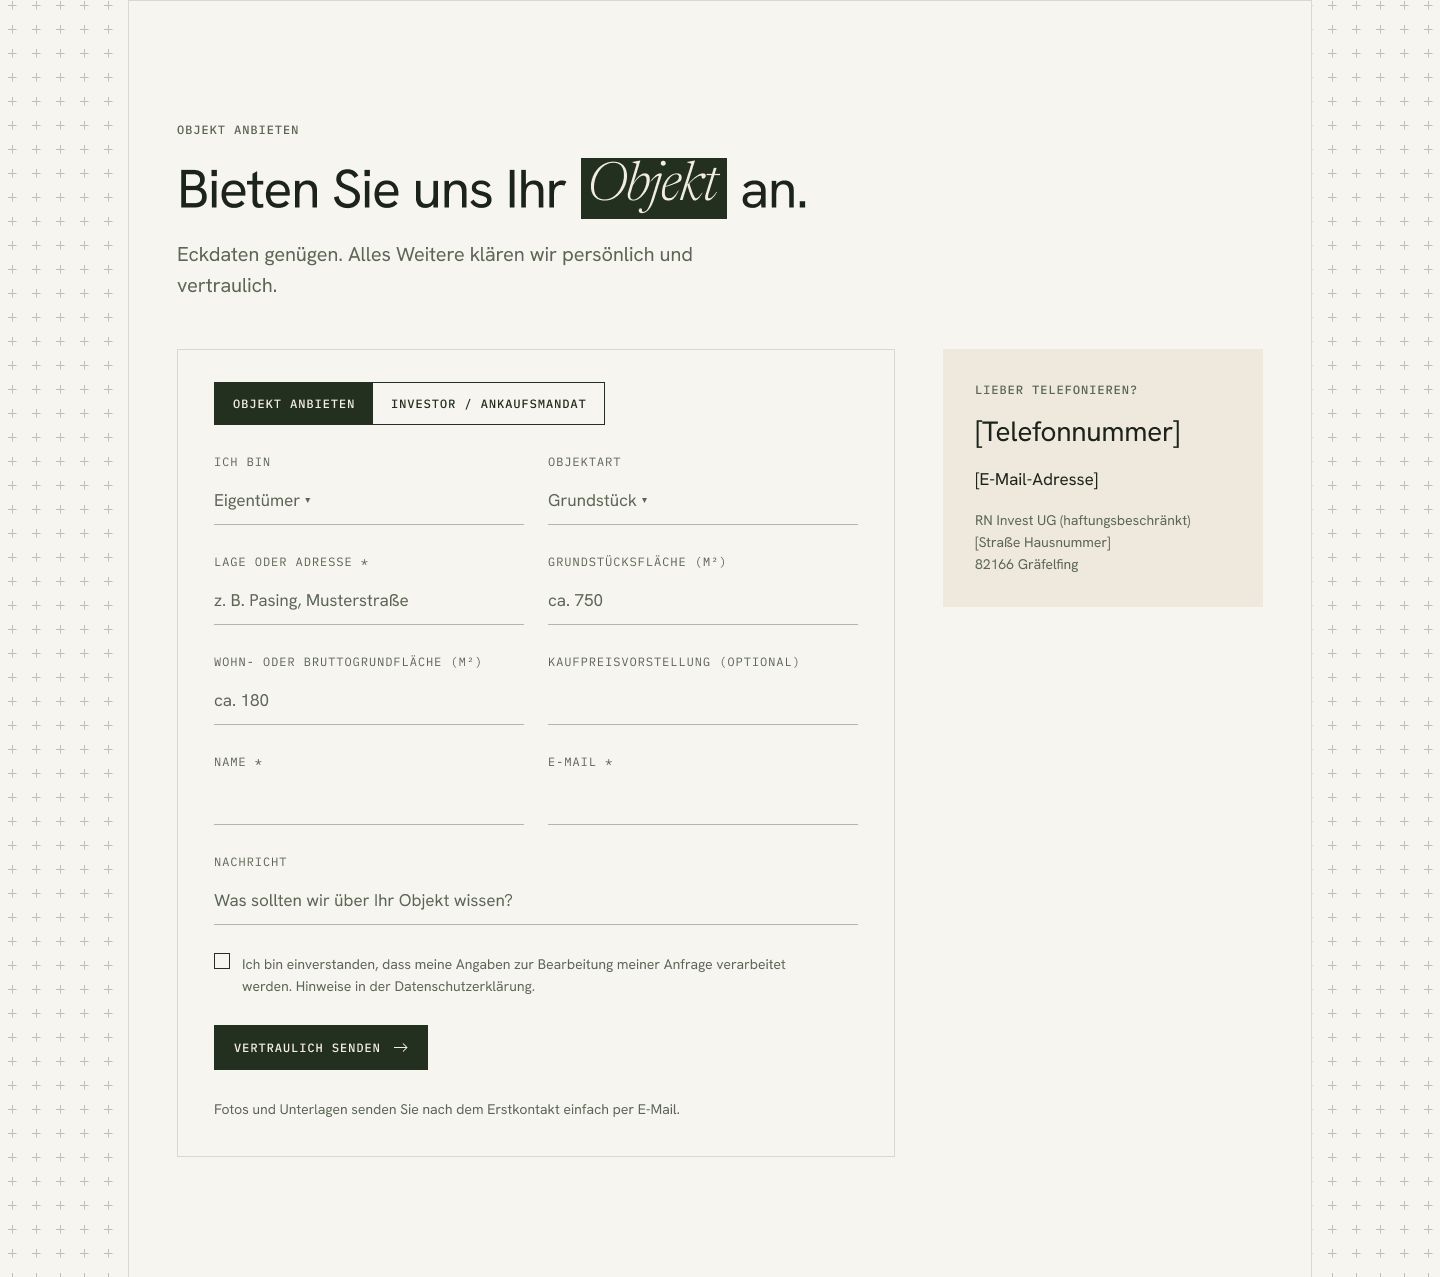 OBJEKT ANBIETEN
Bieten Sie uns Ihr Objekt an.
Eckdaten genügen. Alles Weitere klären wir persönlich und
vertraulich.
OBJEKT ANBIETEN
INVESTOR / ANKAUFSMANDAT
ICH BIN
OBJEKTART
Eigentümer ▾
Grundstück ▾
LAGE ODER ADRESSE *
GRUNDSTÜCKSFLÄCHE (M²)
z. B. Pasing, Musterstraße
ca. 750
WOHN- ODER BRUTTOGRUNDFLÄCHE (M²)
KAUFPREISVORSTELLUNG (OPTIONAL)
ca. 180
NAME *
E-MAIL *
NACHRICHT
Was sollten wir über Ihr Objekt wissen?
Ich bin einverstanden, dass meine Angaben zur Bearbeitung meiner Anfrage verarbeitet
werden. Hinweise in der Datenschutzerklärung.
VERTRAULICH SENDEN →
Fotos und Unterlagen senden Sie nach dem Erstkontakt einfach per E-Mail.
LIEBER TELEFONIEREN?
[Telefonnummer]
[E-Mail-Adresse]
RN Invest UG (haftungsbeschränkt)
[Straße Hausnummer]
82166 Gräfelfing